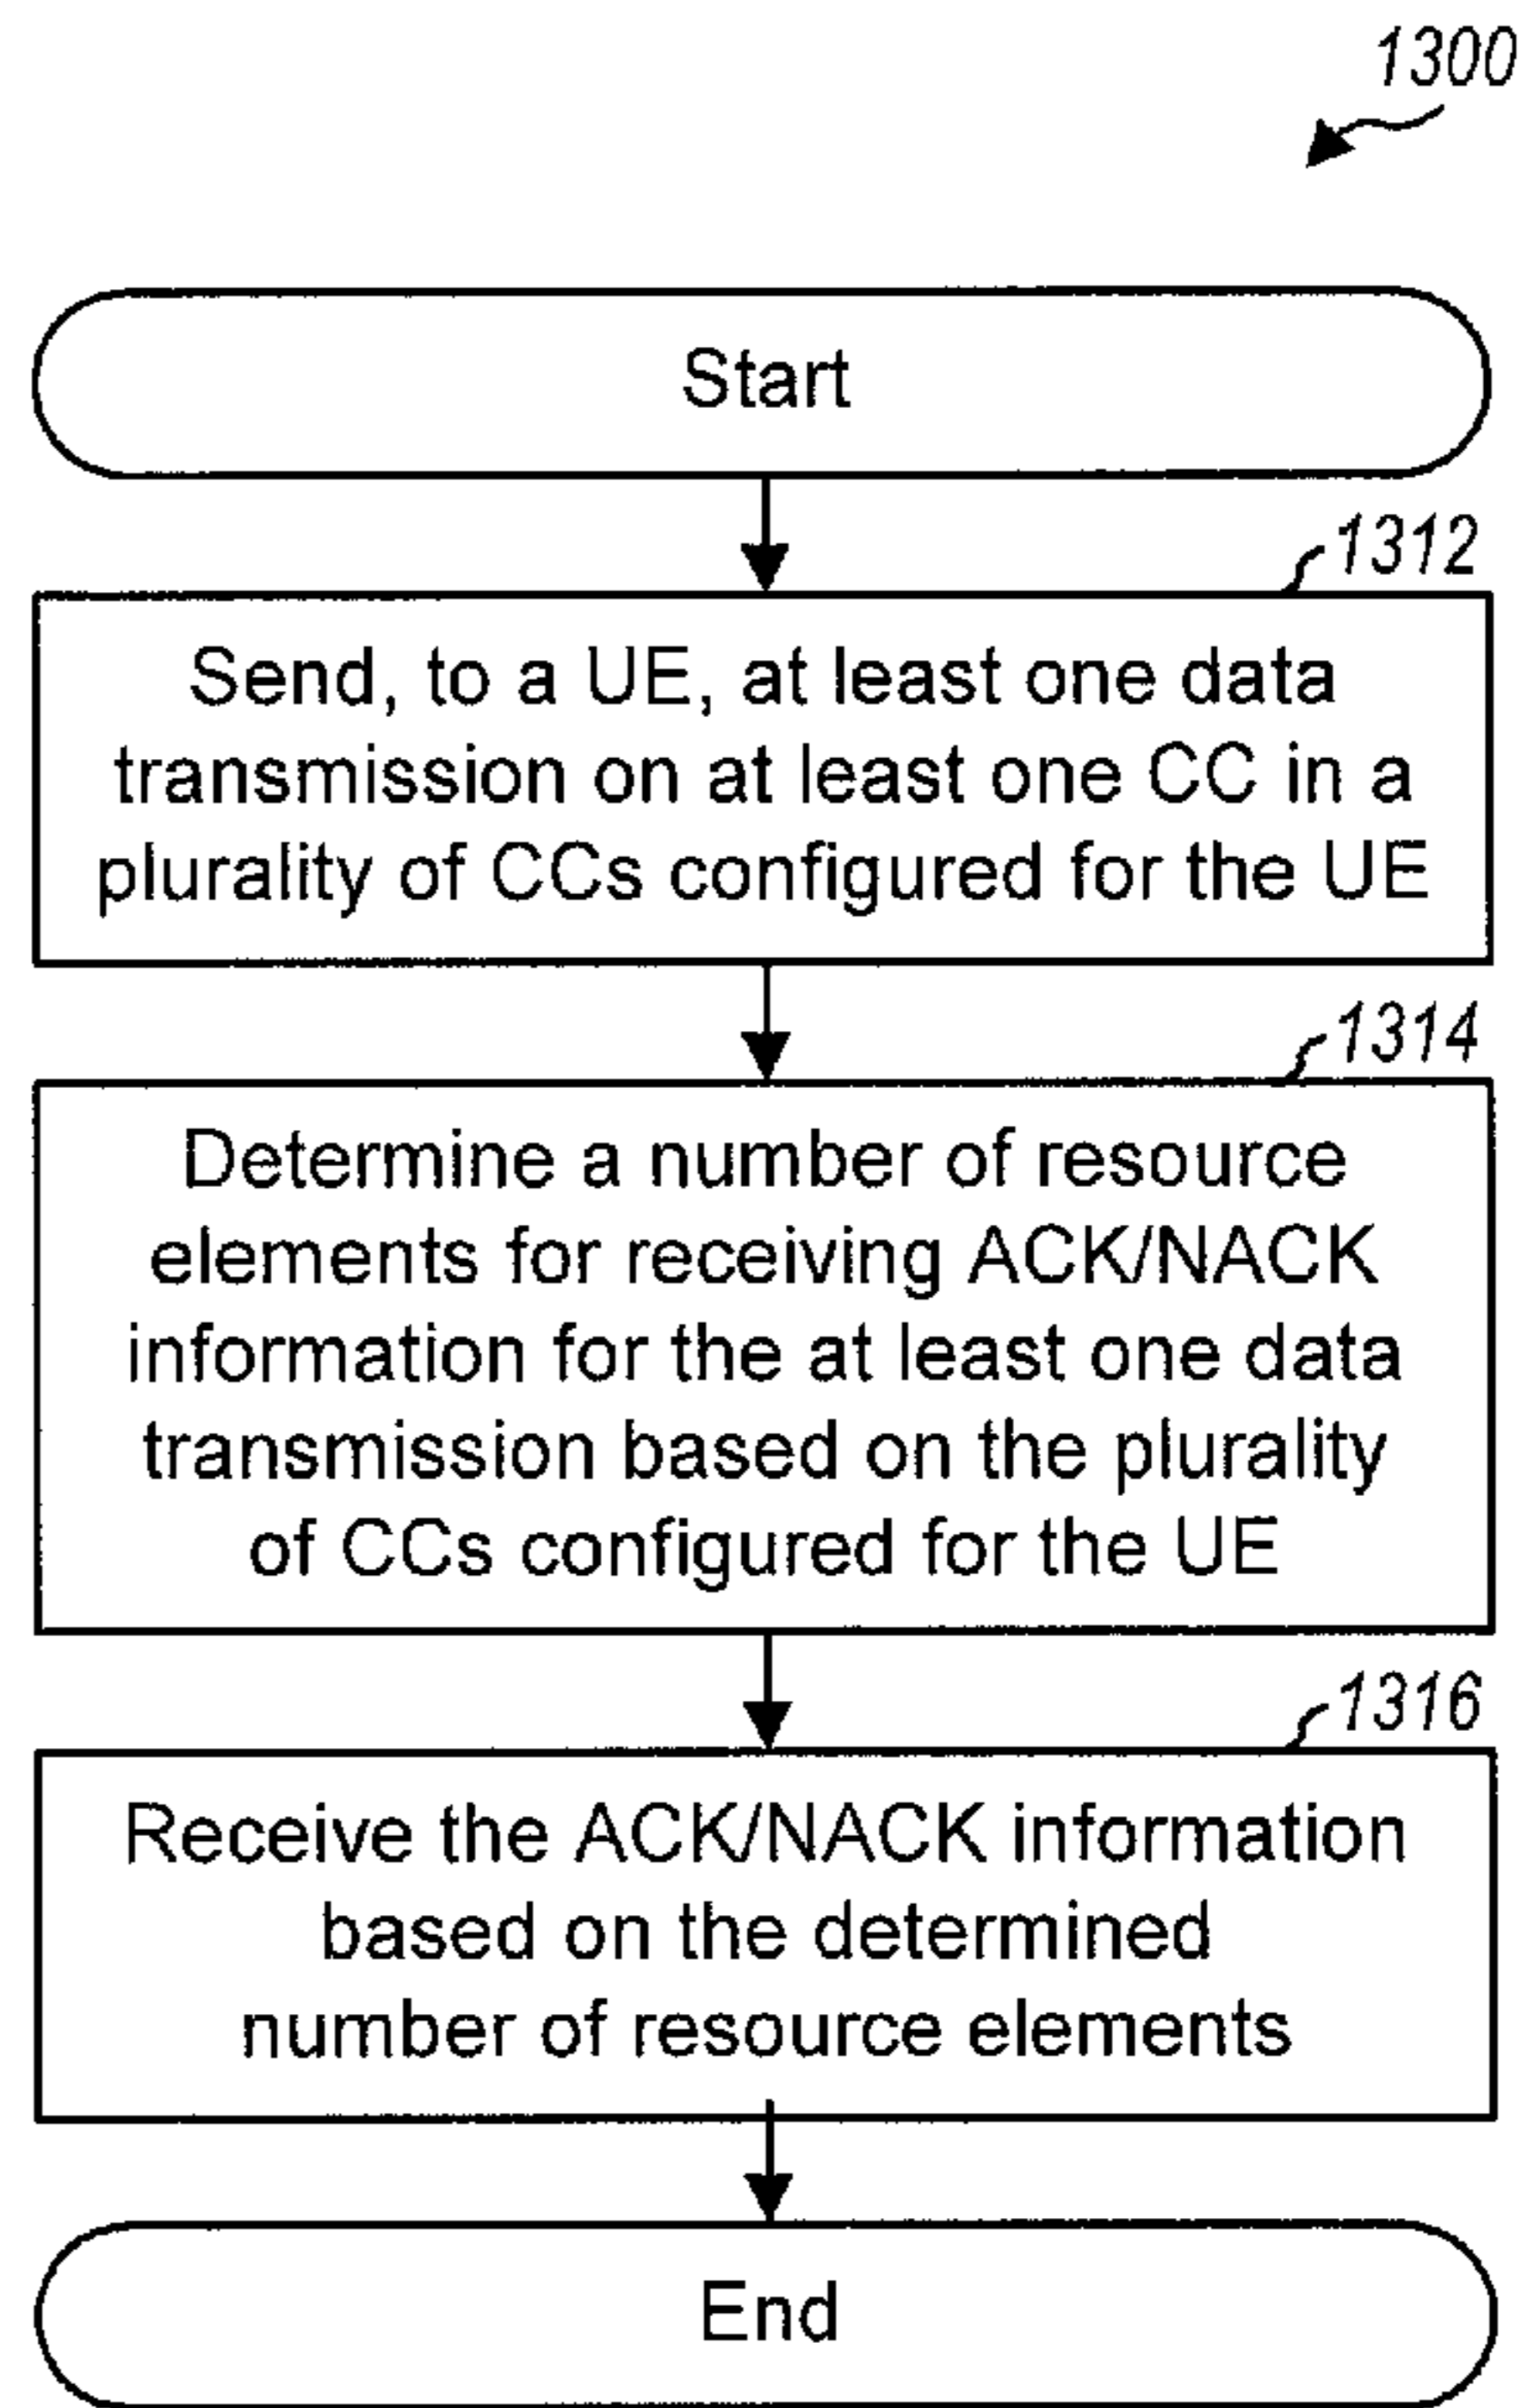 1300
Start
1312
Send, to a UE, at least one data
transmission on at least one CC in a
plurality of CCs configured for the UE
1314
Determine a number of resource
elements for receiving ACK/NACK
information for the at least one data
transmission based on the plurality
of CCs configured for the UE
1316
Receive the ACK/NACK information
based on the determined
number of resource elements
End